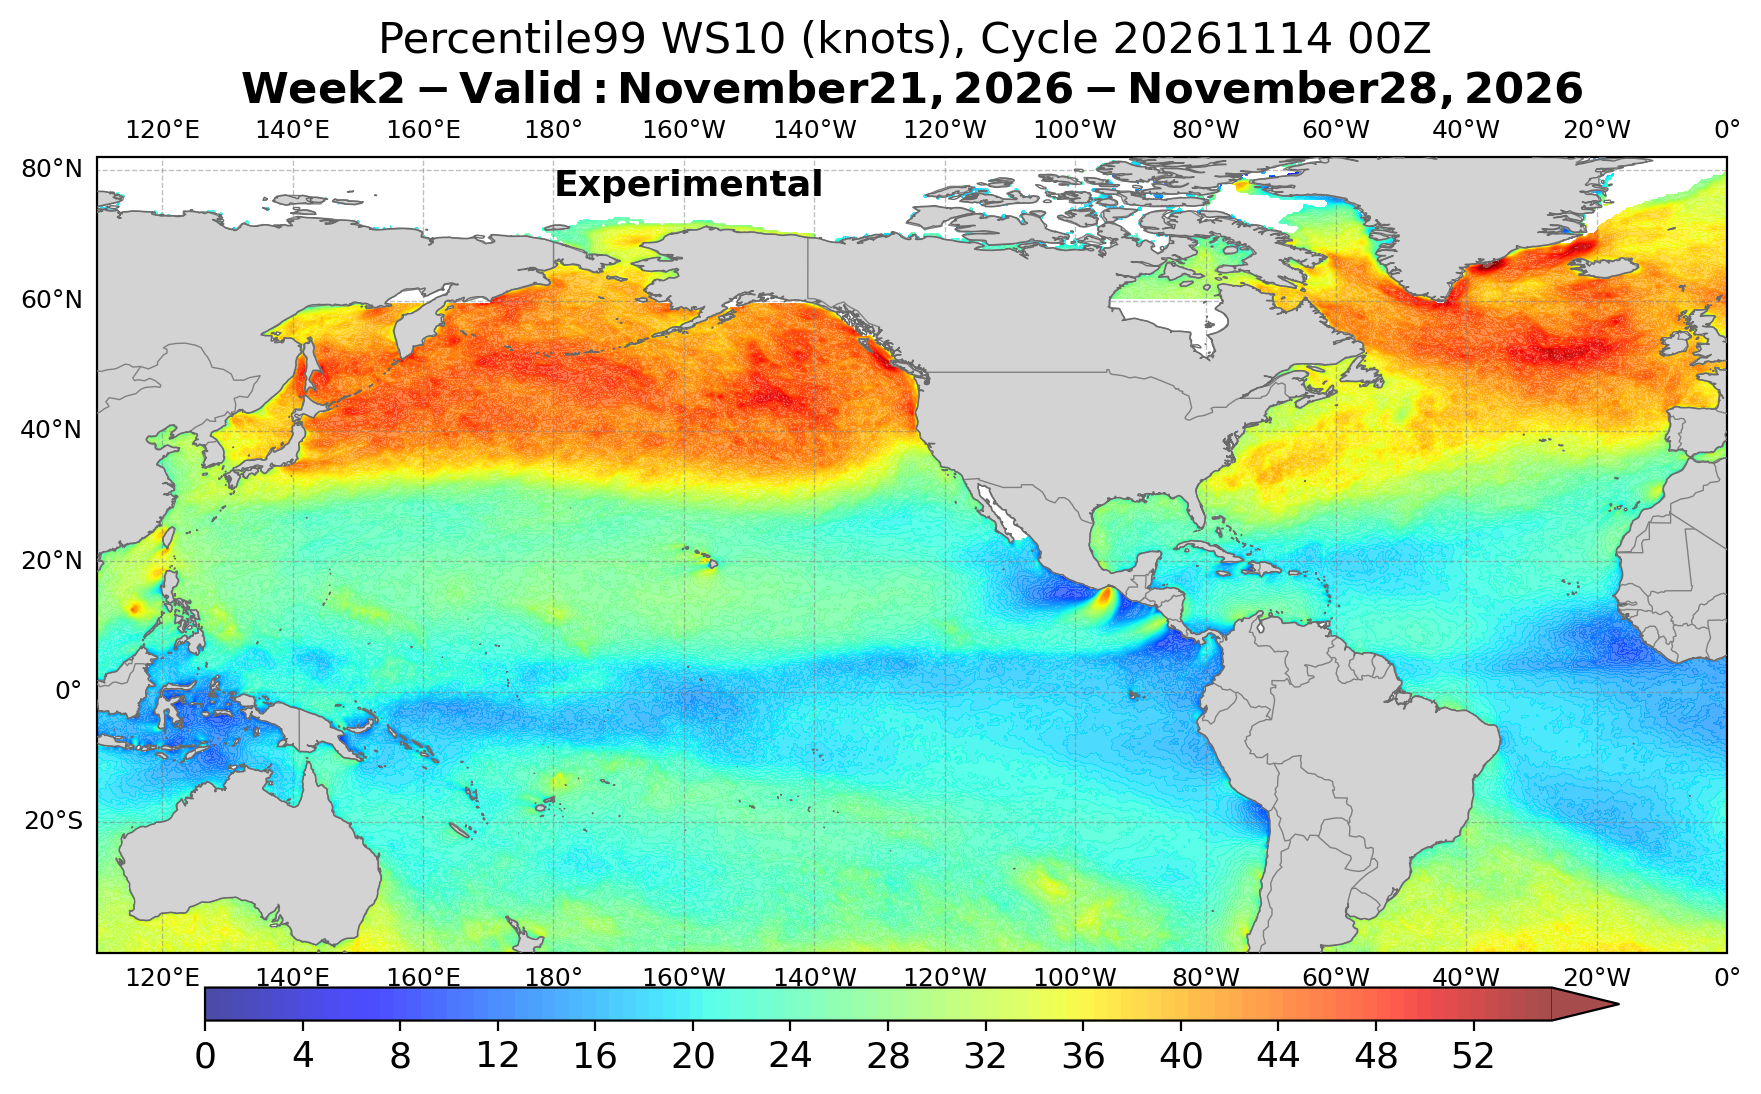 Percentile99 WS10 (knots), Cycle 20261114 00Z
Week2 − Valid : November21, 2026 − November28, 2026
120°E 140°E 160°E 180° 160°W 140°W 120°W 100°W 80°W 60°W 40°W 20°W 0°
80°N
Experimental
60°N
40°N
20°N
0°
20°S
120°E 140°E 160°E 180° 160°W 140°W 120°W 100°W 80°W 60°W 40°W 20°W 0°
0 4 8 12 16 20 24 28 32 36 40 44 48 52